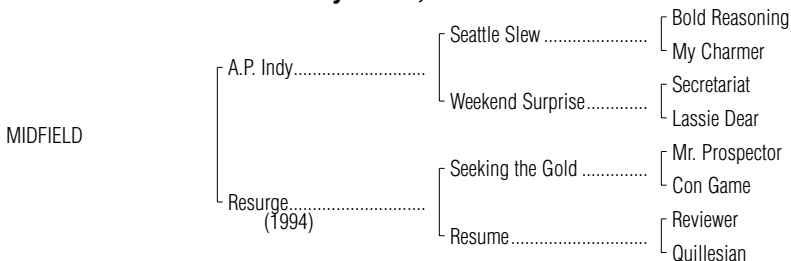 Bold Reasoning
Seattle Slew ......................
My Charmer
A.P. Indy............................
Secretariat
Weekend Surprise.............
Lassie Dear
MIDFIELD
Mr. Prospector
Seeking the Gold ..............
Con Game
Resurge.............................
(1994)
Reviewer
Resume.............................
Quillesian